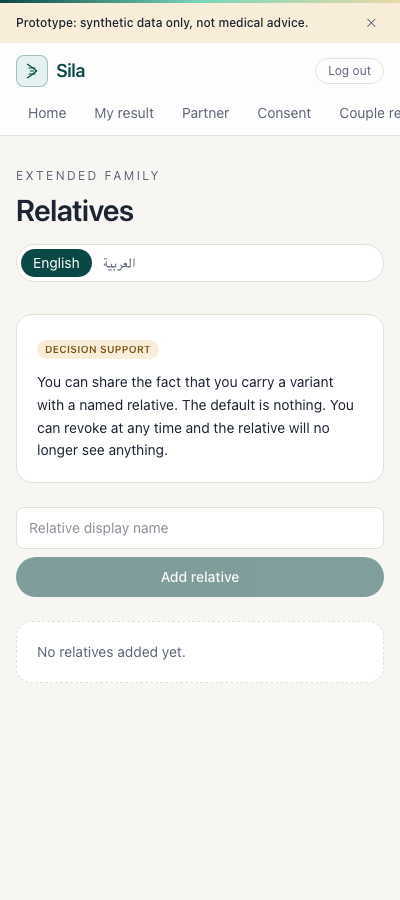 Prototype: synthetic data only, not medical advice.
Sila
Log out
Home
My result
Partner
Consent
Couple re
EXTENDED FAMILY
Relatives
English
العربية
DECISION SUPPORT
You can share the fact that you carry a variant
with a named relative. The default is nothing. You
can revoke at any time and the relative will no
longer see anything.
Relative display name
Add relative
No relatives added yet.